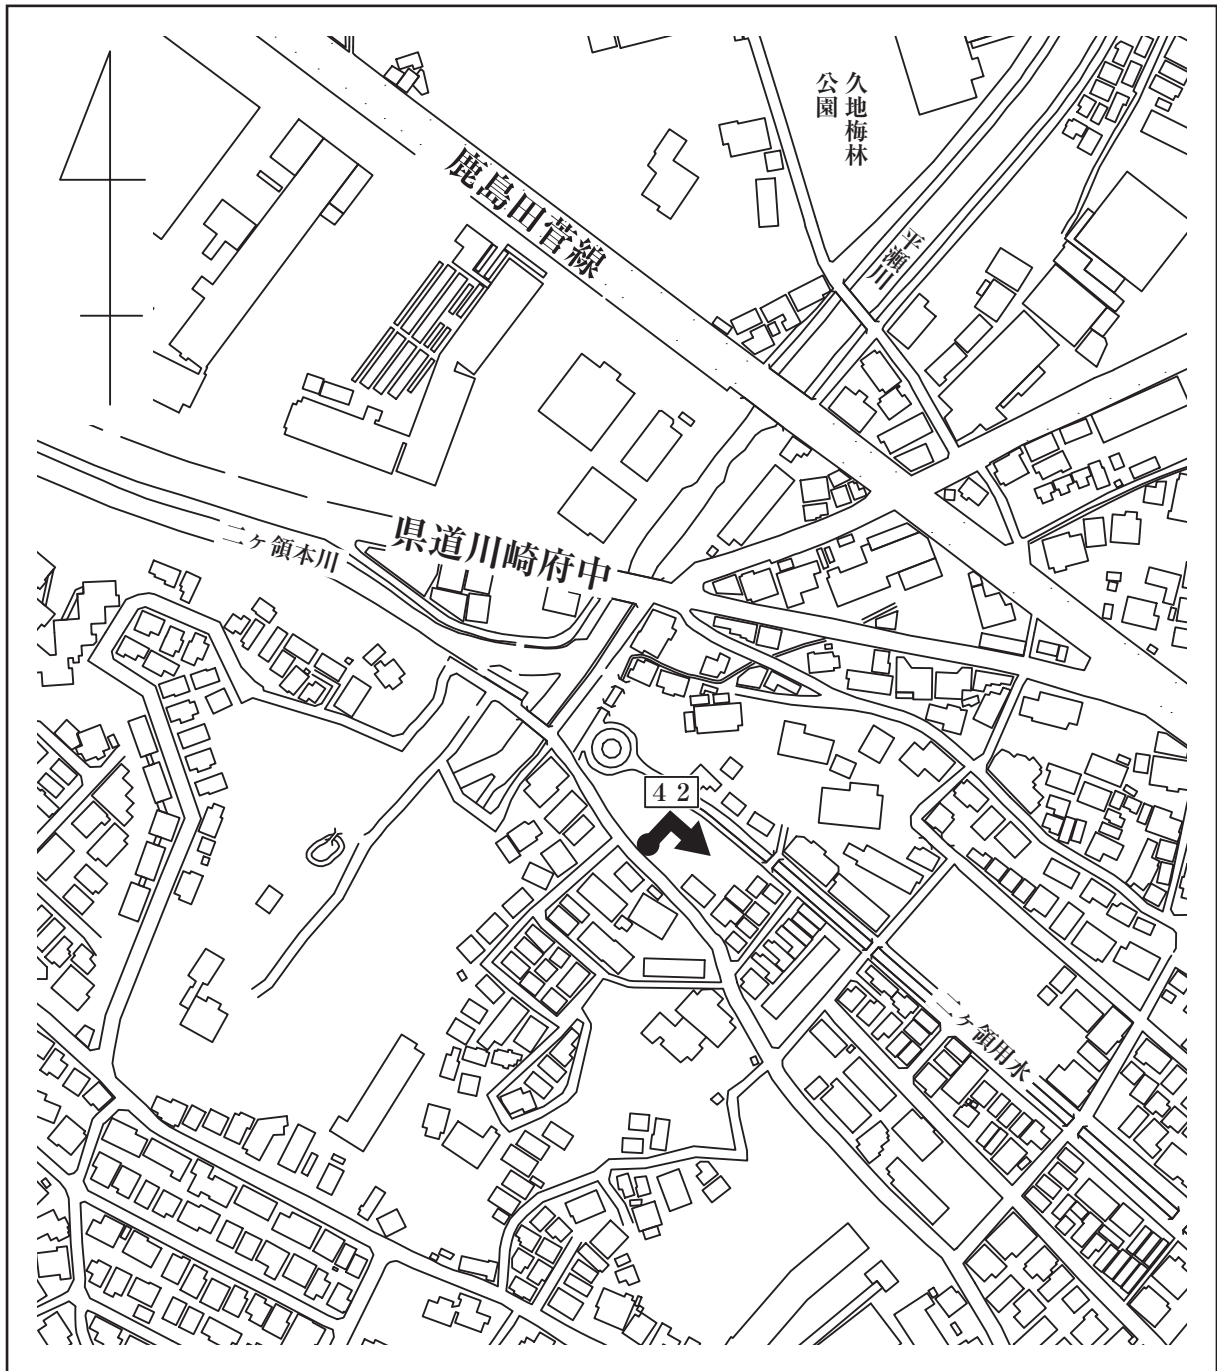 久地梅林
公園
鹿島田菅線
平瀬川
県道川崎府中
二ヶ領本川
４２
二ヶ領用水